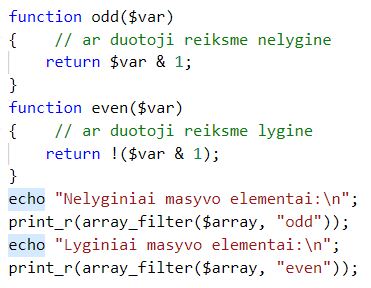 function odd($var)
{    // ar duotoji reiksme nelygine
    return $var & 1;
}
function even($var)
{    // ar duotoji reiksme lygine
    return !($var & 1);
}
echo "Nelyginiai masyvo elementai:\n";
print_r(array_filter($array, "odd"));
echo "Lyginiai masyvo elementai:\n";
print_r(array_filter($array, "even"));